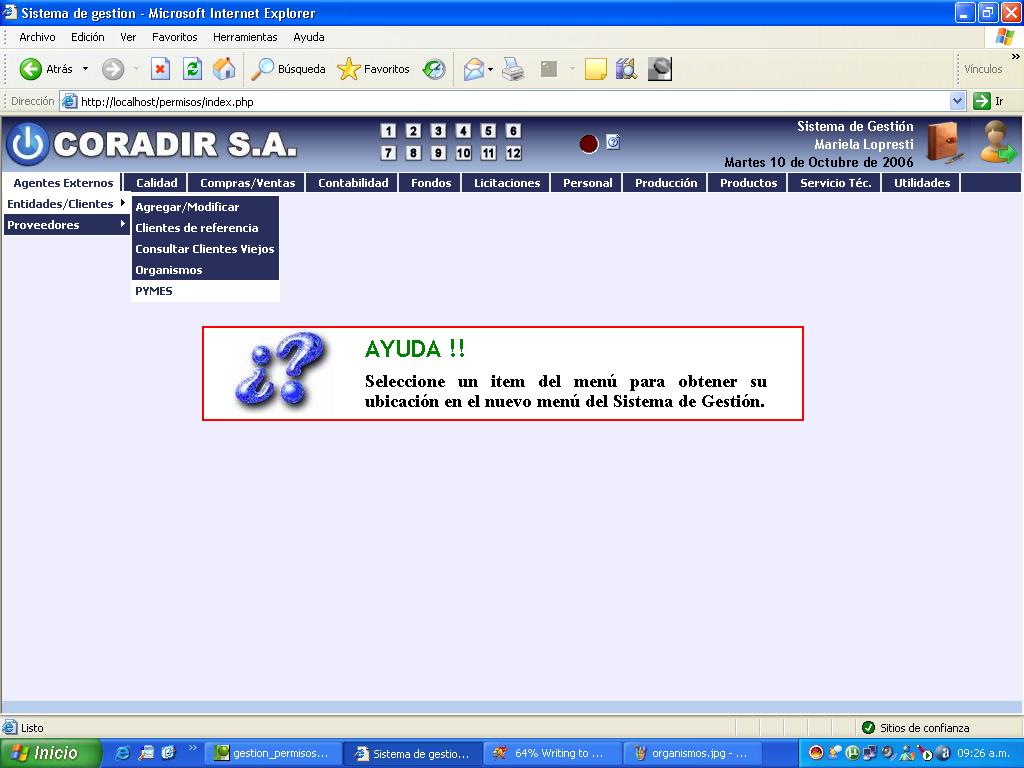 Sistema de gestion - Microsoft Internet Explorer
Archivo Edición Ver Favoritos Herramientas Ayuda
Atrás Búsqueda Favoritos Vínculos »
Dirección http://localhost/permisos/index.php Ir
CORADIR S.A.
1 2 3 4 5 6
7 8 9 10 11 12
Sistema de Gestión
Mariela Lopresti
Martes 10 de Octubre de 2006
Agentes Externos Calidad Compras/Ventas Contabilidad Fondos Licitaciones Personal Producción Productos Servicio Téc. Utilidades
Entidades/Clientes
Proveedores
Agregar/Modificar
Clientes de referencia
Consultar Clientes Viejos
Organismos
PYMES
¿?
AYUDA !!
Seleccione un item del menú para obtener su
ubicación en el nuevo menú del Sistema de Gestión.
Listo Sitios de confianza
Inicio » gestion_permisos... Sistema de gestio... 64% Writing to ... organismos.jpg - ... 09:26 a.m.